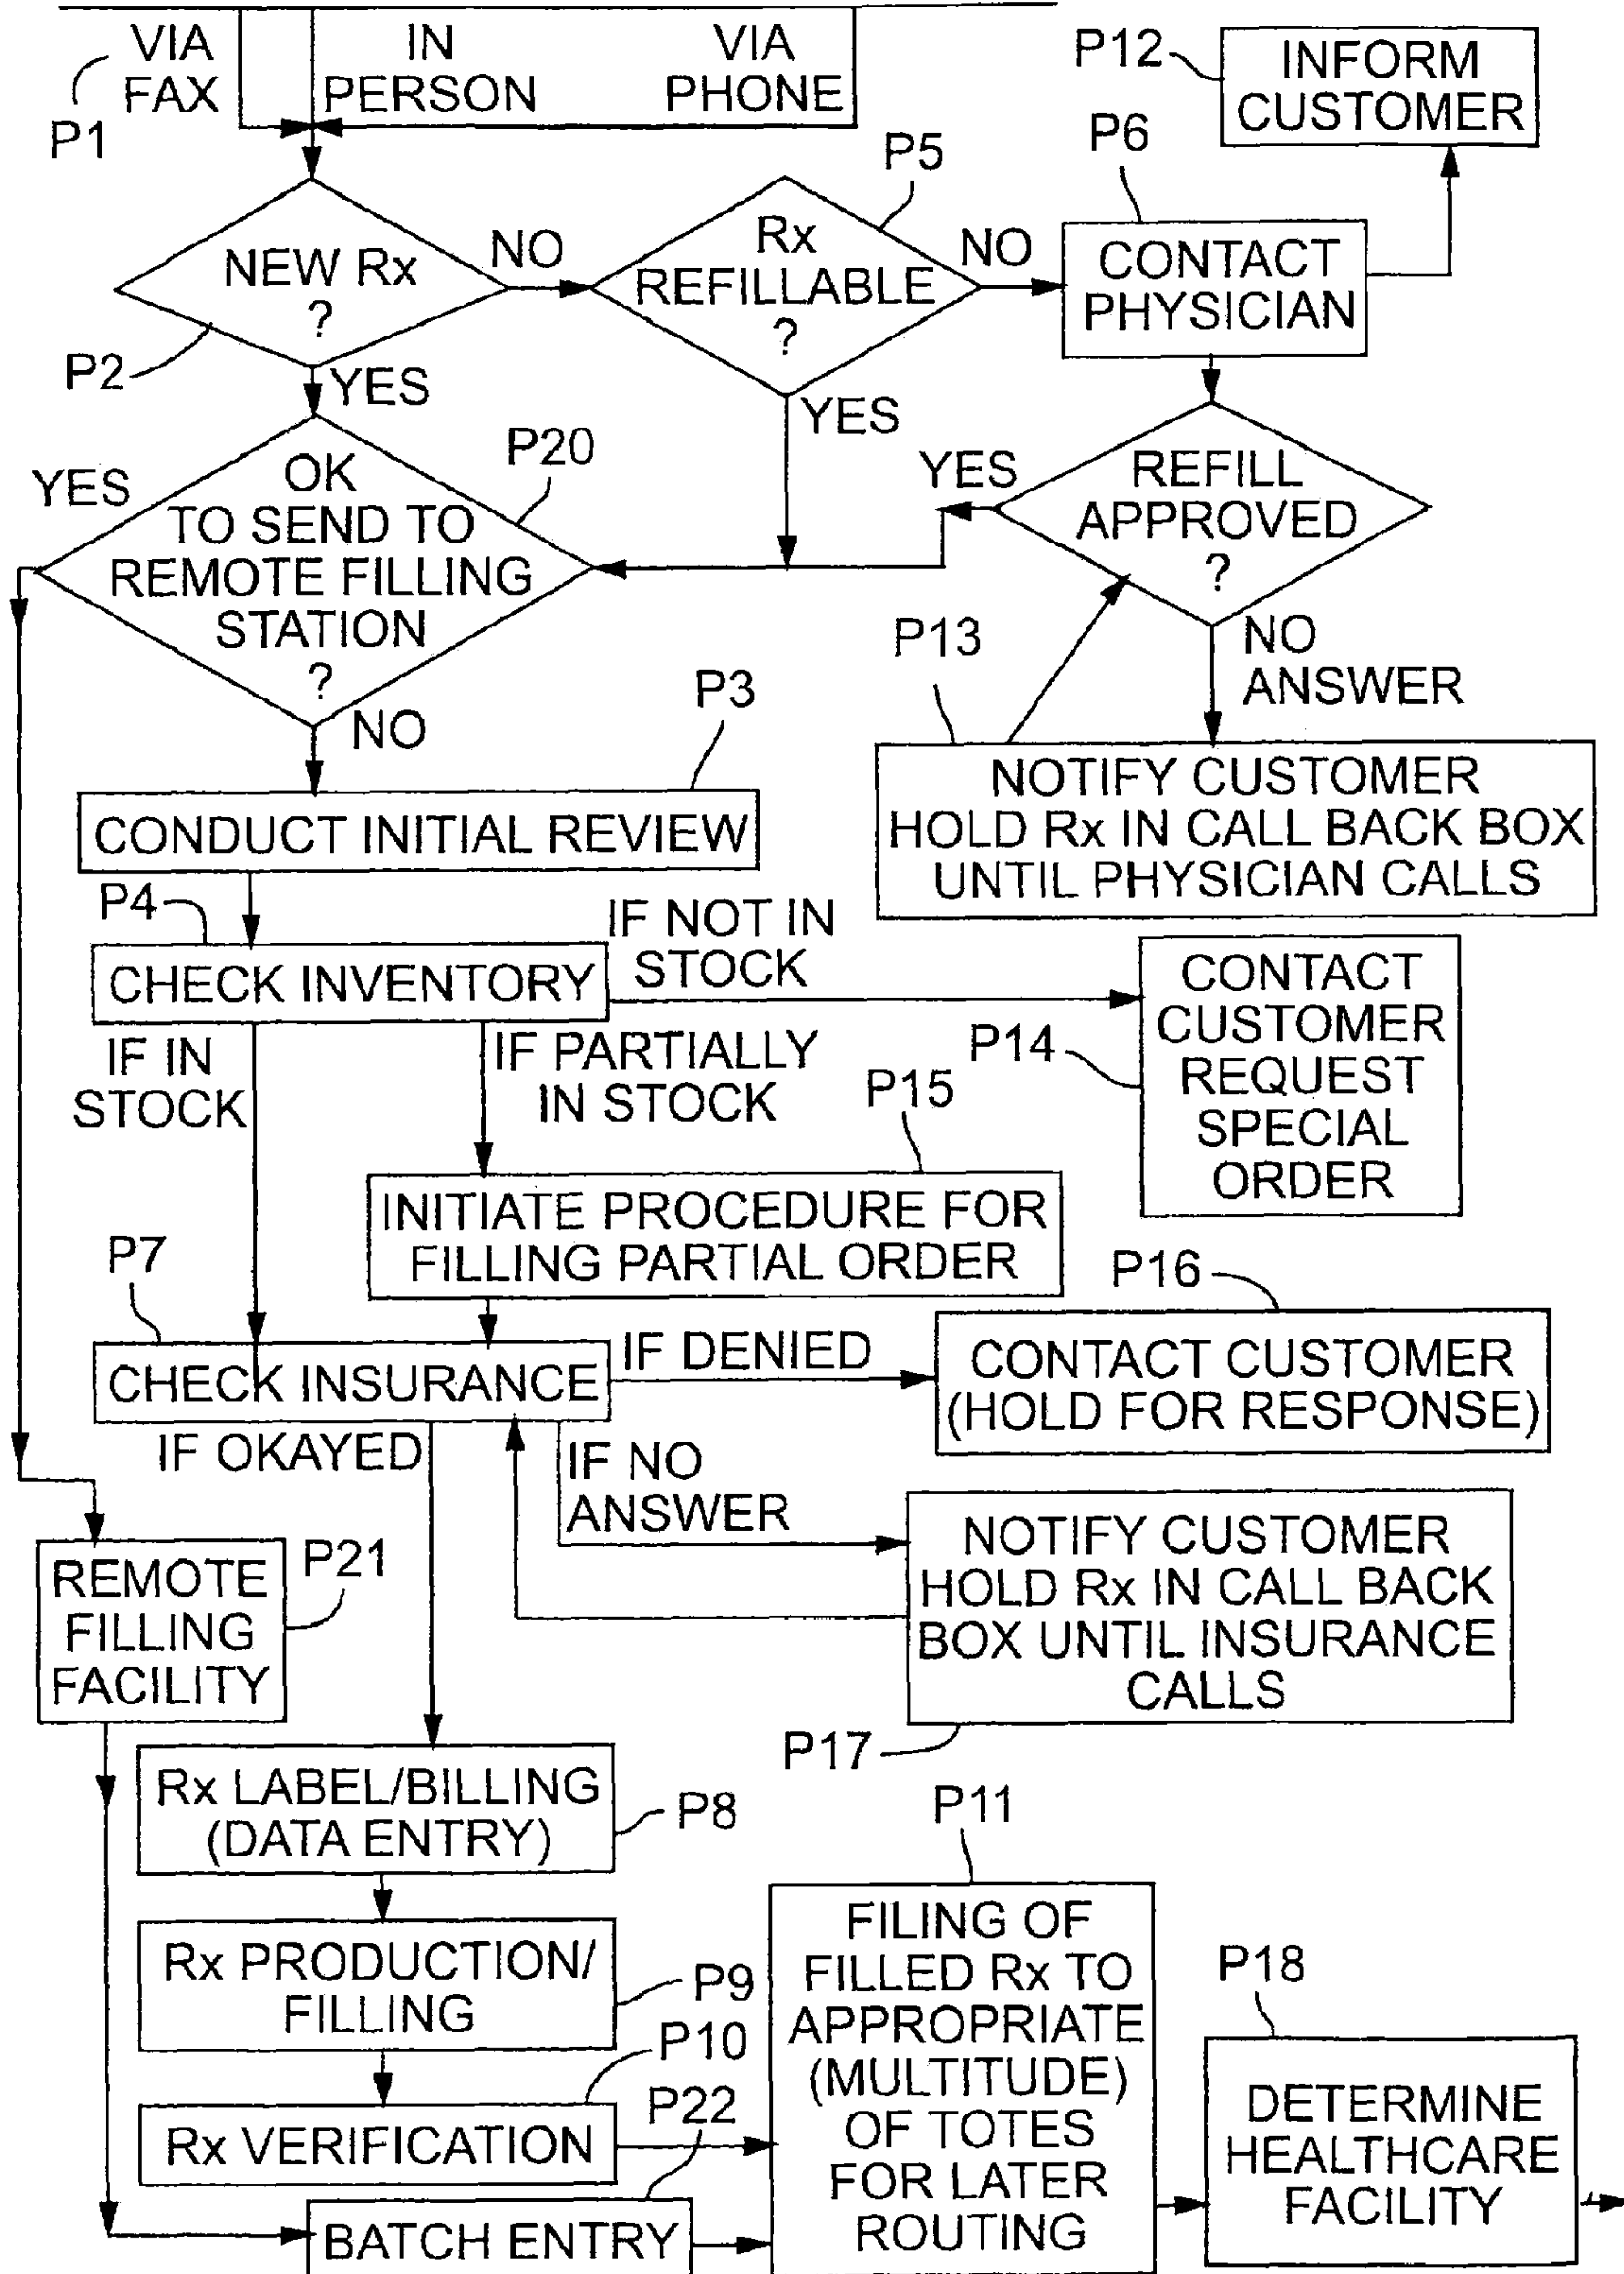 VIA
FAX
IN
PERSON
VIA
PHONE
P1
P12
INFORM
CUSTOMER
P6
P5
NEW Rx
?
NO
Rx
REFILLABLE
?
NO
CONTACT
PHYSICIAN
P2
YES
YES
P20
YES
OK
TO SEND TO
REMOTE FILLING
STATION
?
YES
REFILL
APPROVED
?
NO
P3
P13
NO
ANSWER
CONDUCT INITIAL REVIEW
NOTIFY CUSTOMER
HOLD Rx IN CALL BACK BOX
UNTIL PHYSICIAN CALLS
P4
CHECK INVENTORY
IF NOT IN
STOCK
IF IN
STOCK
IF PARTIALLY
IN STOCK
P14
CONTACT
CUSTOMER
REQUEST
SPECIAL
ORDER
P15
INITIATE PROCEDURE FOR
FILLING PARTIAL ORDER
P7
CHECK INSURANCE
IF DENIED
P16
CONTACT CUSTOMER
(HOLD FOR RESPONSE)
IF OKAYED
IF NO
ANSWER
NOTIFY CUSTOMER
HOLD Rx IN CALL BACK
BOX UNTIL INSURANCE
CALLS
P17
REMOTE
FILLING
FACILITY
P21
Rx LABEL/BILLING
(DATA ENTRY)
P8
Rx PRODUCTION/
FILLING
P9
P10
Rx VERIFICATION
P22
BATCH ENTRY
P11
FILING OF
FILLED Rx TO
APPROPRIATE
(MULTITUDE)
OF TOTES
FOR LATER
ROUTING
P18
DETERMINE
HEALTHCARE
FACILITY